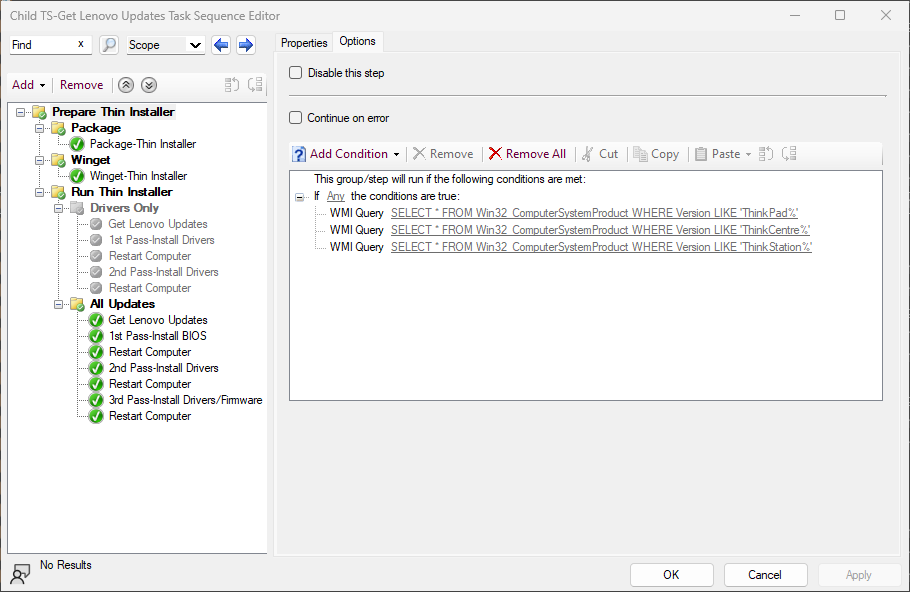 Child TS-Get Lenovo Updates Task Sequence Editor
Find x Scope
Properties Options
Add Remove
Disable this step
Continue on error
Add Condition Remove Remove All Cut Copy Paste
Prepare Thin Installer
Package
Package-Thin Installer
Winget
Winget-Thin Installer
Run Thin Installer
Drivers Only
Get Lenovo Updates
1st Pass-Install Drivers
Restart Computer
2nd Pass-Install Drivers
Restart Computer
All Updates
Get Lenovo Updates
1st Pass-Install BIOS
Restart Computer
2nd Pass-Install Drivers
Restart Computer
3rd Pass-Install Drivers/Firmware
Restart Computer
This group/step will run if the following conditions are met:
If Any the conditions are true:
WMI Query SELECT * FROM Win32_ComputerSystemProduct WHERE Version LIKE 'ThinkPad%'
WMI Query SELECT * FROM Win32_ComputerSystemProduct WHERE Version LIKE 'ThinkCentre%'
WMI Query SELECT * FROM Win32_ComputerSystemProduct WHERE Version LIKE 'ThinkStation%'
No Results
OK Cancel Apply